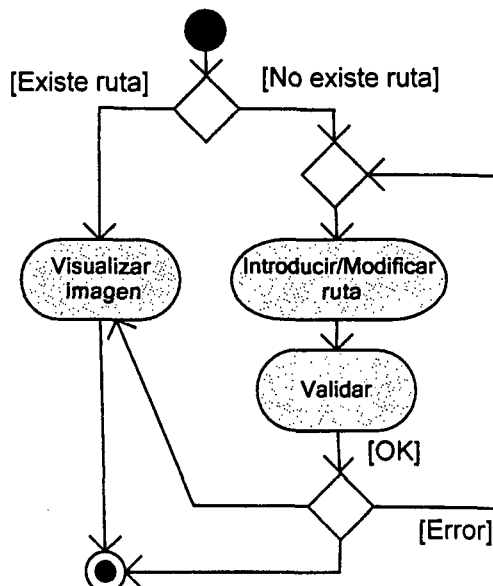 [Existe ruta]
[No existe ruta]
Visualizar
Imagen
Introducir/Modificar
ruta
Validar
[OK]
[Error]